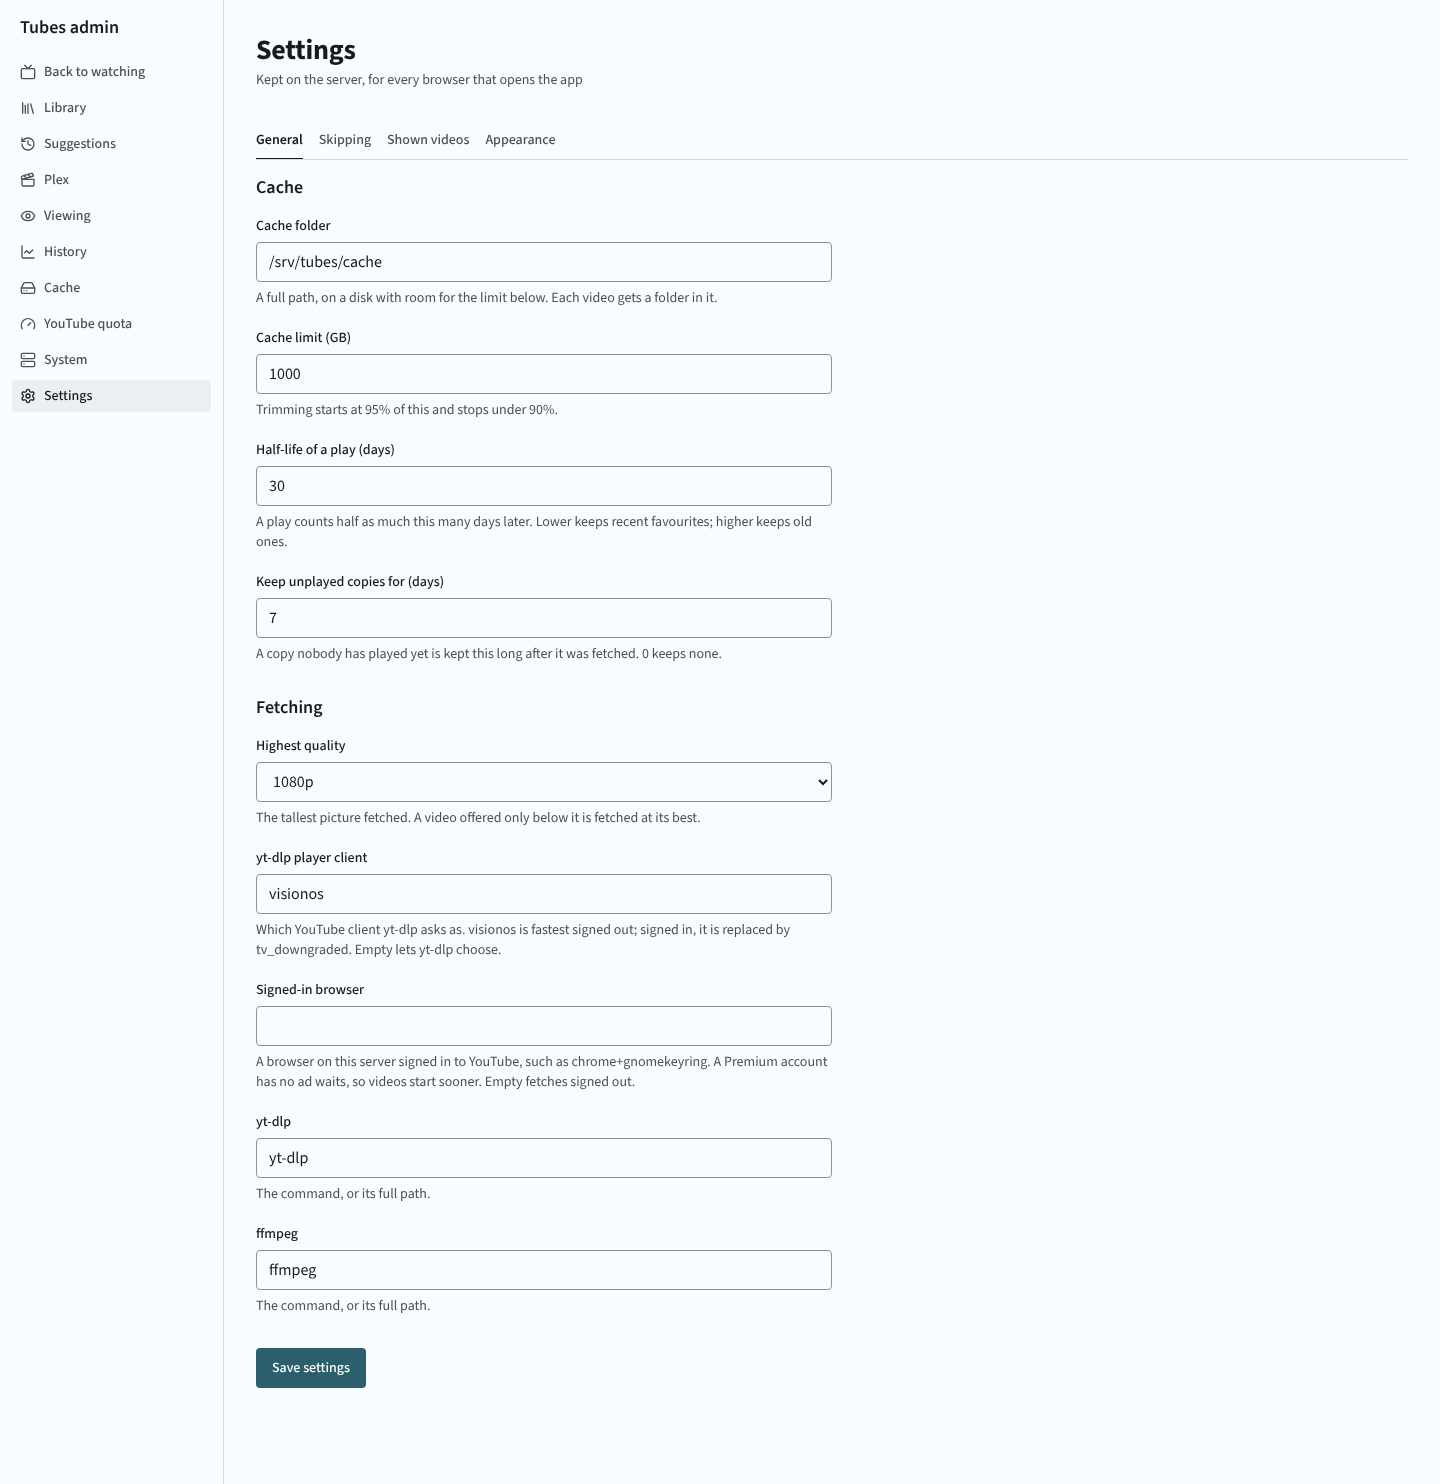 Tubes admin
Back to watching
Library
Suggestions
Plex
Viewing
History
Cache
YouTube quota
System
Settings
Settings
Kept on the server, for every browser that opens the app
General
Skipping
Shown videos
Appearance
Cache
Cache folder
/srv/tubes/cache
A full path, on a disk with room for the limit below. Each video gets a folder in it.
Cache limit (GB)
1000
Trimming starts at 95% of this and stops under 90%.
Half-life of a play (days)
30
A play counts half as much this many days later. Lower keeps recent favourites; higher keeps old
ones.
Keep unplayed copies for (days)
7
A copy nobody has played yet is kept this long after it was fetched. 0 keeps none.
Fetching
Highest quality
1080p
The tallest picture fetched. A video offered only below it is fetched at its best.
yt-dlp player client
visionos
Which YouTube client yt-dlp asks as. visionos is fastest signed out; signed in, it is replaced by
tv_downgraded. Empty lets yt-dlp choose.
Signed-in browser
A browser on this server signed in to YouTube, such as chrome+gnomekeyring. A Premium account
has no ad waits, so videos start sooner. Empty fetches signed out.
yt-dlp
yt-dlp
The command, or its full path.
ffmpeg
ffmpeg
The command, or its full path.
Save settings